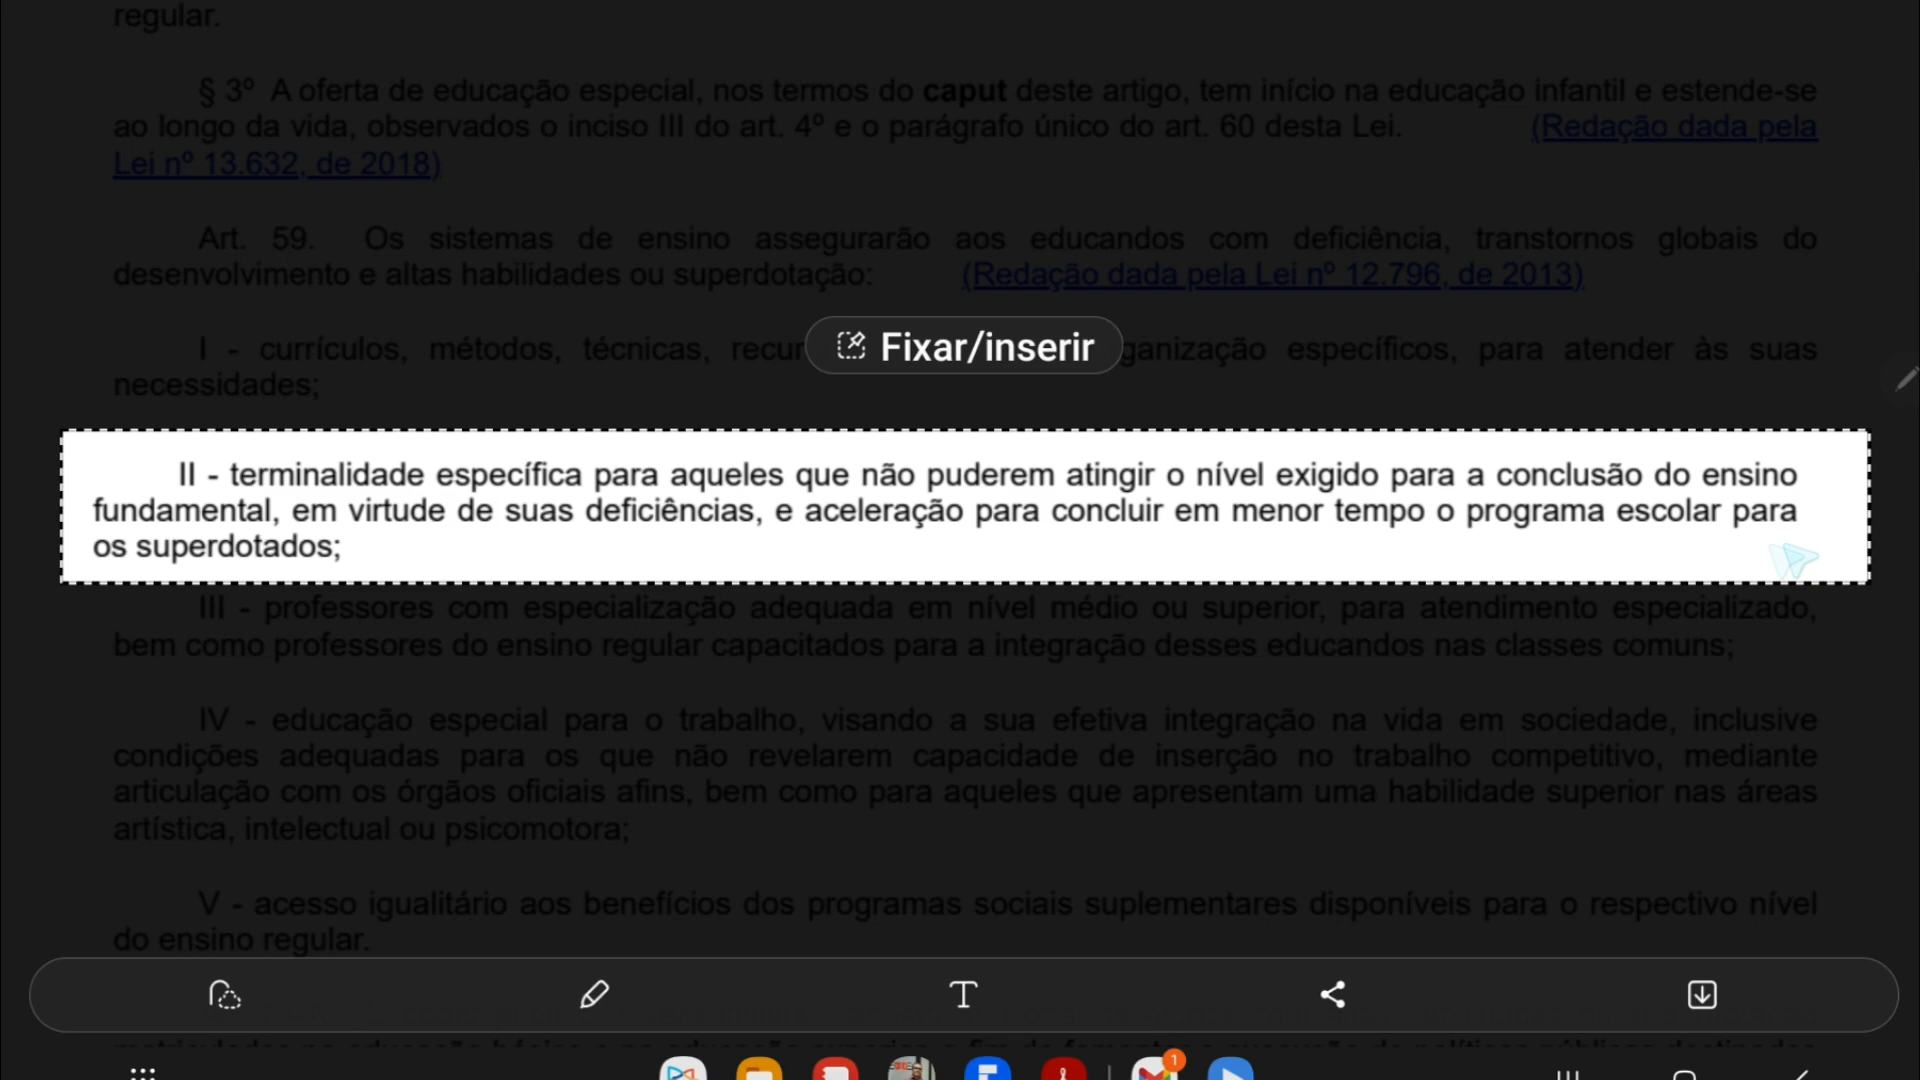 regular.
§ 3º A oferta de educação especial, nos termos do caput deste artigo, tem início na educação infantil e estende-se
ao longo da vida, observados o inciso III do art. 4º e o parágrafo único do art. 60 desta Lei. (Redação dada pela
Lei nº 13.632, de 2018)
Art. 59. Os sistemas de ensino assegurarão aos educandos com deficiência, transtornos globais do
desenvolvimento e altas habilidades ou superdotação: (Redação dada pela Lei nº 12.796, de 2013)
Fixar/inserir
I - currículos, métodos, técnicas, específicos, para atender às suas
necessidades;
II - terminalidade específica para aqueles que não puderem atingir o nível exigido para a conclusão do ensino
fundamental, em virtude de suas deficiências, e aceleração para concluir em menor tempo o programa escolar para
os superdotados;
III - professores com especialização adequada em nível médio ou superior, para atendimento especializado,
bem como professores do ensino regular capacitados para a integração desses educandos nas classes comuns;
IV - educação especial para o trabalho, visando a sua efetiva integração na vida em sociedade, inclusive
condições adequadas para os que não revelarem capacidade de inserção no trabalho competitivo, mediante
articulação com os órgãos oficiais afins, bem como para aqueles que apresentam uma habilidade superior nas áreas
artística, intelectual ou psicomotora;
V - acesso igualitário aos benefícios dos programas sociais suplementares disponíveis para o respectivo nível
do ensino regular.
1